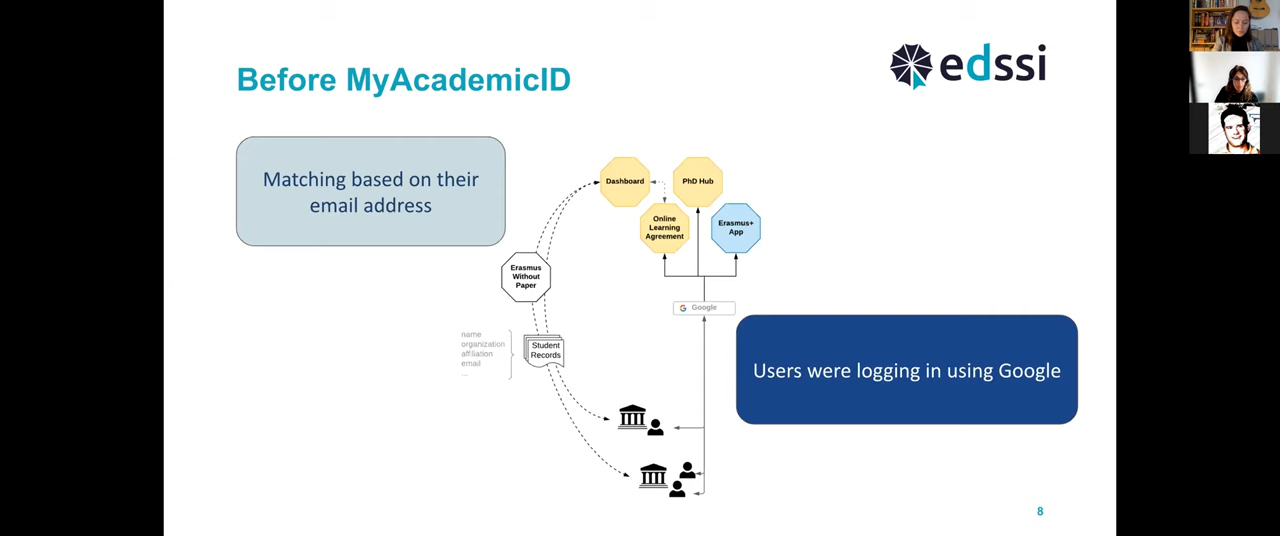 Before MyAcademicID
edssi
Matching based on their
email address
Dashboard
PhD Hub
Online
Learning
Agreement
Erasmus+
App
Erasmus
Without
Paper
G Google
name
organization
affiliation
email
...
Student
Records
Users were logging in using Google
8